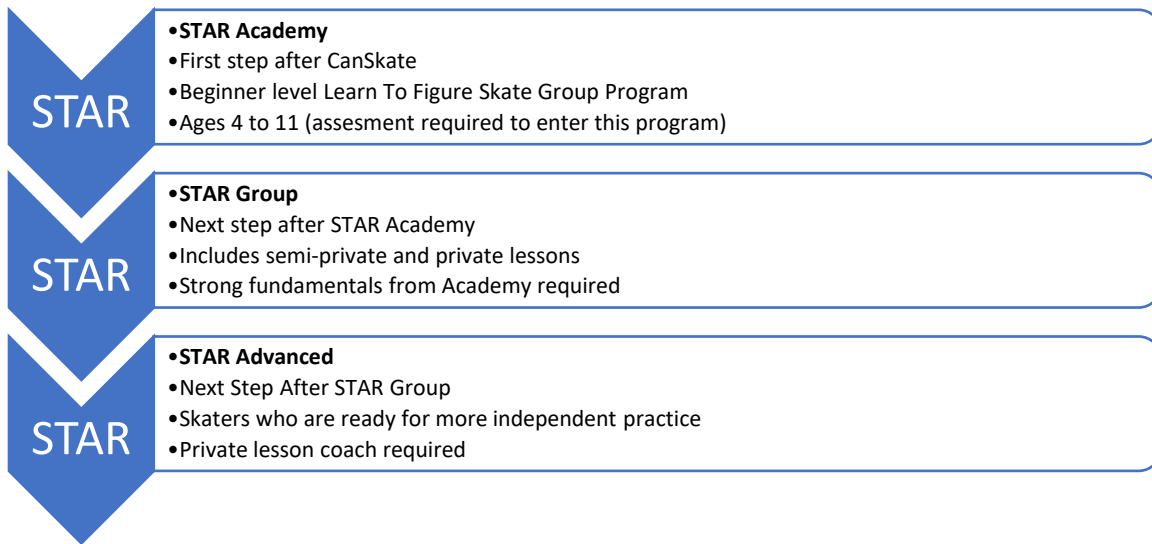 STAR
•STAR Academy
•First step after CanSkate
•Beginner level Learn To Figure Skate Group Program
•Ages 4 to 11 (assesment required to enter this program)
STAR
•STAR Group
•Next step after STAR Academy
•Includes semi-private and private lessons
•Strong fundamentals from Academy required
STAR
•STAR Advanced
•Next Step After STAR Group
•Skaters who are ready for more independent practice
•Private lesson coach required